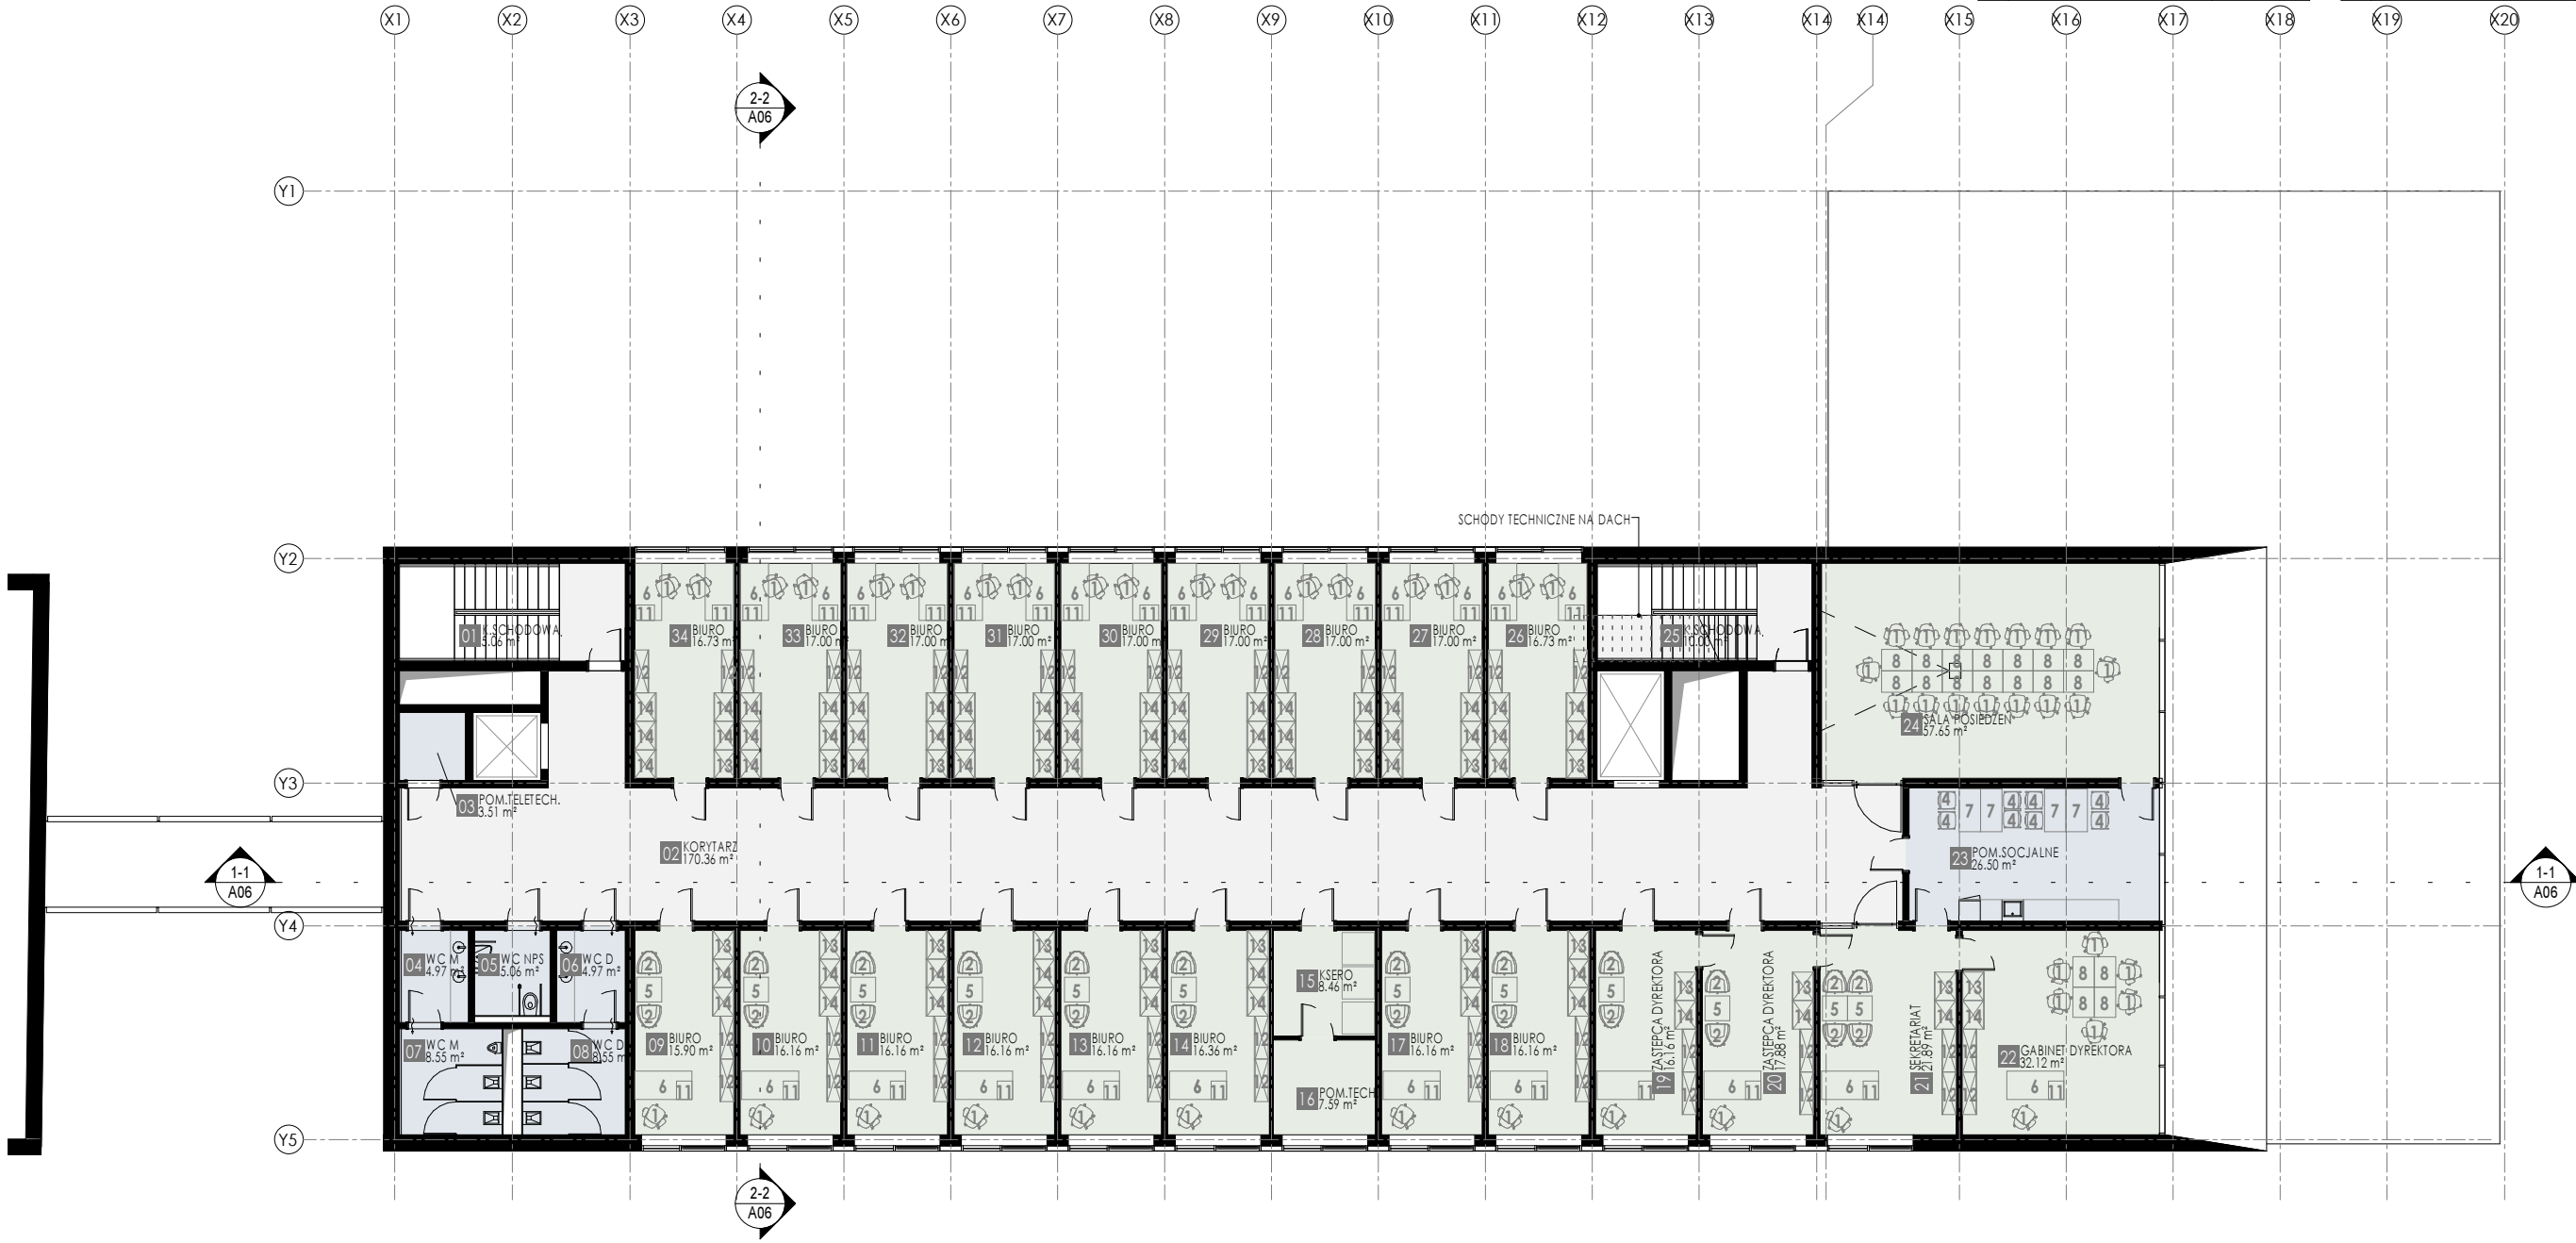 X1 X2 X3 X4 X5 X6 X7 X8 X9 X10 X11 X12 X13 X14 X14' X15 X16 X17 X18 X19 X20
2-2
A06
Y1
SCHODY TECHNICZNE NA DACH
Y2
01 K.SCHODOWA
5.06 m²
34 BIURO
16.73 m²
33 BIURO
17.00 m²
32 BIURO
17.00 m²
31 BIURO
17.00 m²
30 BIURO
17.00 m²
29 BIURO
17.00 m²
28 BIURO
17.00 m²
27 BIURO
17.00 m²
26 BIURO
16.73 m²
25 K.SCHODOWA
24 SALA POSIEDZEŃ
57.65 m²
Y3
03 POM.TELETECH.
3.51 m²
02 KORYTARZ
170.36 m²
23 POM.SOCJALNE
26.50 m²
1-1
A06
1-1
A06
Y4
04 WC M
4.97 m²
05 WC NPS
5.06 m²
06 WC D
4.97 m²
07 WC M
8.55 m²
08 WC D
8.55 m²
09 BIURO
15.90 m²
10 BIURO
16.16 m²
11 BIURO
16.16 m²
12 BIURO
16.16 m²
13 BIURO
16.16 m²
14 BIURO
16.36 m²
15 KSERO
8.46 m²
16 POM.TECH
7.59 m²
17 BIURO
16.16 m²
18 BIURO
16.16 m²
19 ZASTĘPCA DYREKTORA
16.16 m²
20 ZASTĘPCA DYREKTORA
17.88 m²
21 SEKRETARIAT
21.89 m²
22 GABINET DYREKTORA
32.12 m²
Y5
2-2
A06